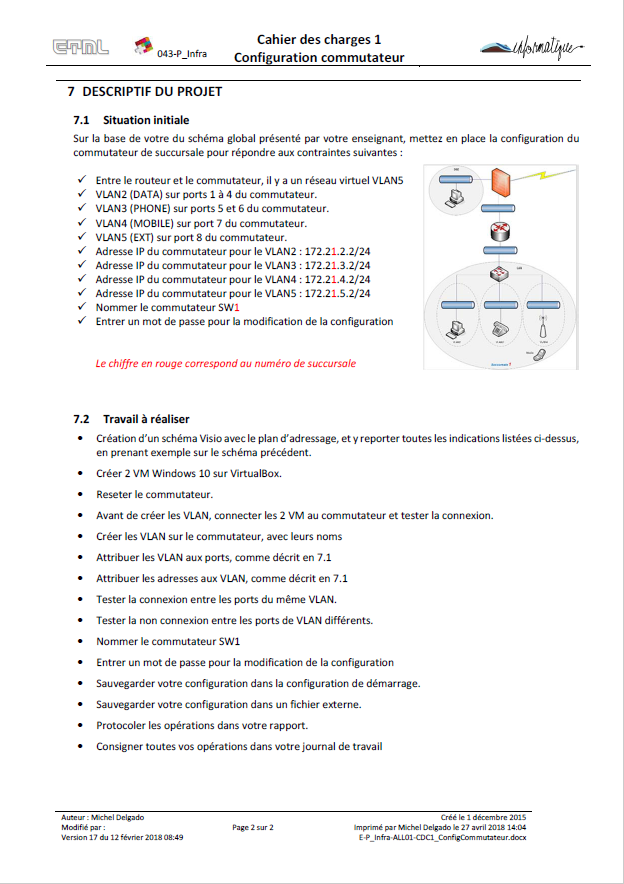 ETML
043-P_Infra
Cahier des charges 1
Configuration commutateur
informatique
7 DESCRIPTIF DU PROJET
7.1 Situation initiale
Sur la base de votre du schéma global présenté par votre enseignant, mettez en place la configuration du
commutateur de succursale pour répondre aux contraintes suivantes :
✓ Entre le routeur et le commutateur, il y a un réseau virtuel VLAN5
✓ VLAN2 (DATA) sur ports 1 à 4 du commutateur.
✓ VLAN3 (PHONE) sur ports 5 et 6 du commutateur.
✓ VLAN4 (MOBILE) sur port 7 du commutateur.
✓ VLAN5 (EXT) sur port 8 du commutateur.
✓ Adresse IP du commutateur pour le VLAN2 : 172.21.2.2/24
✓ Adresse IP du commutateur pour le VLAN3 : 172.21.3.2/24
✓ Adresse IP du commutateur pour le VLAN4 : 172.21.4.2/24
✓ Adresse IP du commutateur pour le VLAN5 : 172.21.5.2/24
✓ Nommer le commutateur SW1
✓ Entrer un mot de passe pour la modification de la configuration
Le chiffre en rouge correspond au numéro de succursale
7.2 Travail à réaliser
• Création d'un schéma Visio avec le plan d'adressage, et y reporter toutes les indications listées ci-dessus,
en prenant exemple sur le schéma précédent.
• Créer 2 VM Windows 10 sur VirtualBox.
• Reseter le commutateur.
• Avant de créer les VLAN, connecter les 2 VM au commutateur et tester la connexion.
• Créer les VLAN sur le commutateur, avec leurs noms
• Attribuer les VLAN aux ports, comme décrit en 7.1
• Attribuer les adresses aux VLAN, comme décrit en 7.1
• Tester la connexion entre les ports du même VLAN.
• Tester la non connexion entre les ports de VLAN différents.
• Nommer le commutateur SW1
• Entrer un mot de passe pour la modification de la configuration
• Sauvegarder votre configuration dans la configuration de démarrage.
• Sauvegarder votre configuration dans un fichier externe.
• Protocoler les opérations dans votre rapport.
• Consigner toutes vos opérations dans votre journal de travail
Auteur : Michel Delgado
Créé le 1 décembre 2015
Modifié par :
Page 2 sur 2
Imprimé par Michel Delgado le 27 avril 2018 14:04
Version 17 du 12 février 2018 08:49
E-P_Infra-ALL01-CDC1_ConfigCommutateur.docx